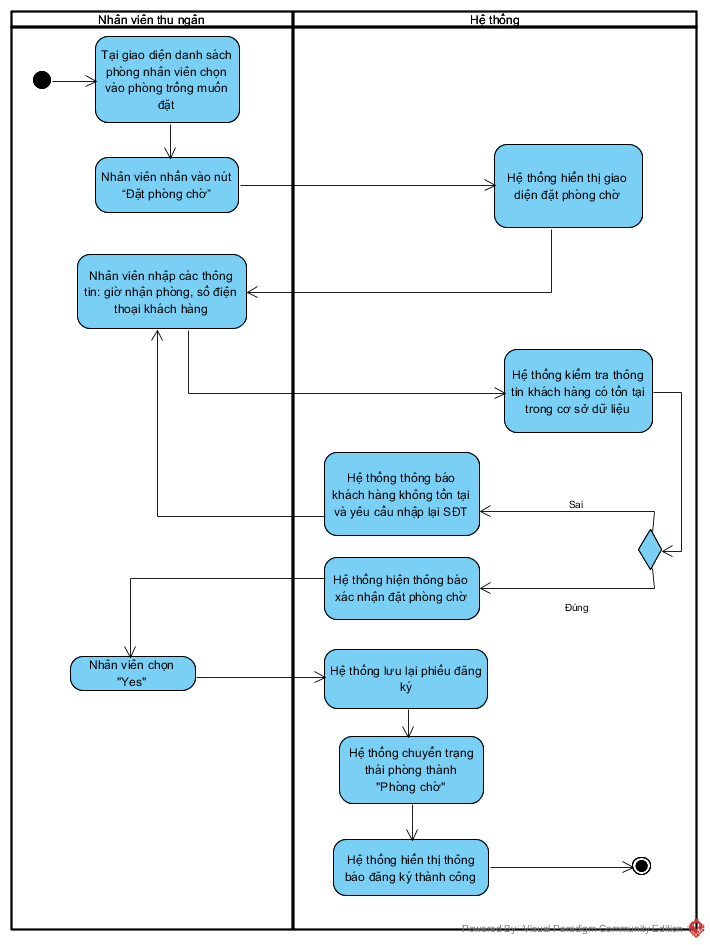 Nhân viên thu ngân
Hệ thống
Tại giao diện danh sách
phòng nhân viên chọn
vào phòng trống muốn
đặt
Nhân viên nhấn vào nút
“Đặt phòng chờ”
Hệ thống hiển thị giao
diện đặt phòng chờ
Nhân viên nhập các thông
tin: giờ nhận phòng, số điện
thoại khách hàng
Hệ thống kiểm tra thông
tin khách hàng có tồn tại
trong cơ sở dữ liệu
Hệ thống thông báo
khách hàng không tồn tại
và yêu cầu nhập lại SĐT
Sai
Hệ thống hiện thông báo
xác nhận đặt phòng chờ
Đúng
Nhân viên chọn
"Yes"
Hệ thống lưu lại phiếu đăng
ký
Hệ thống chuyển trạng
thái phòng thành
"Phòng chờ"
Hệ thống hiển thị thông
báo đăng ký thành công
Powered By Visual Paradigm Community Edition